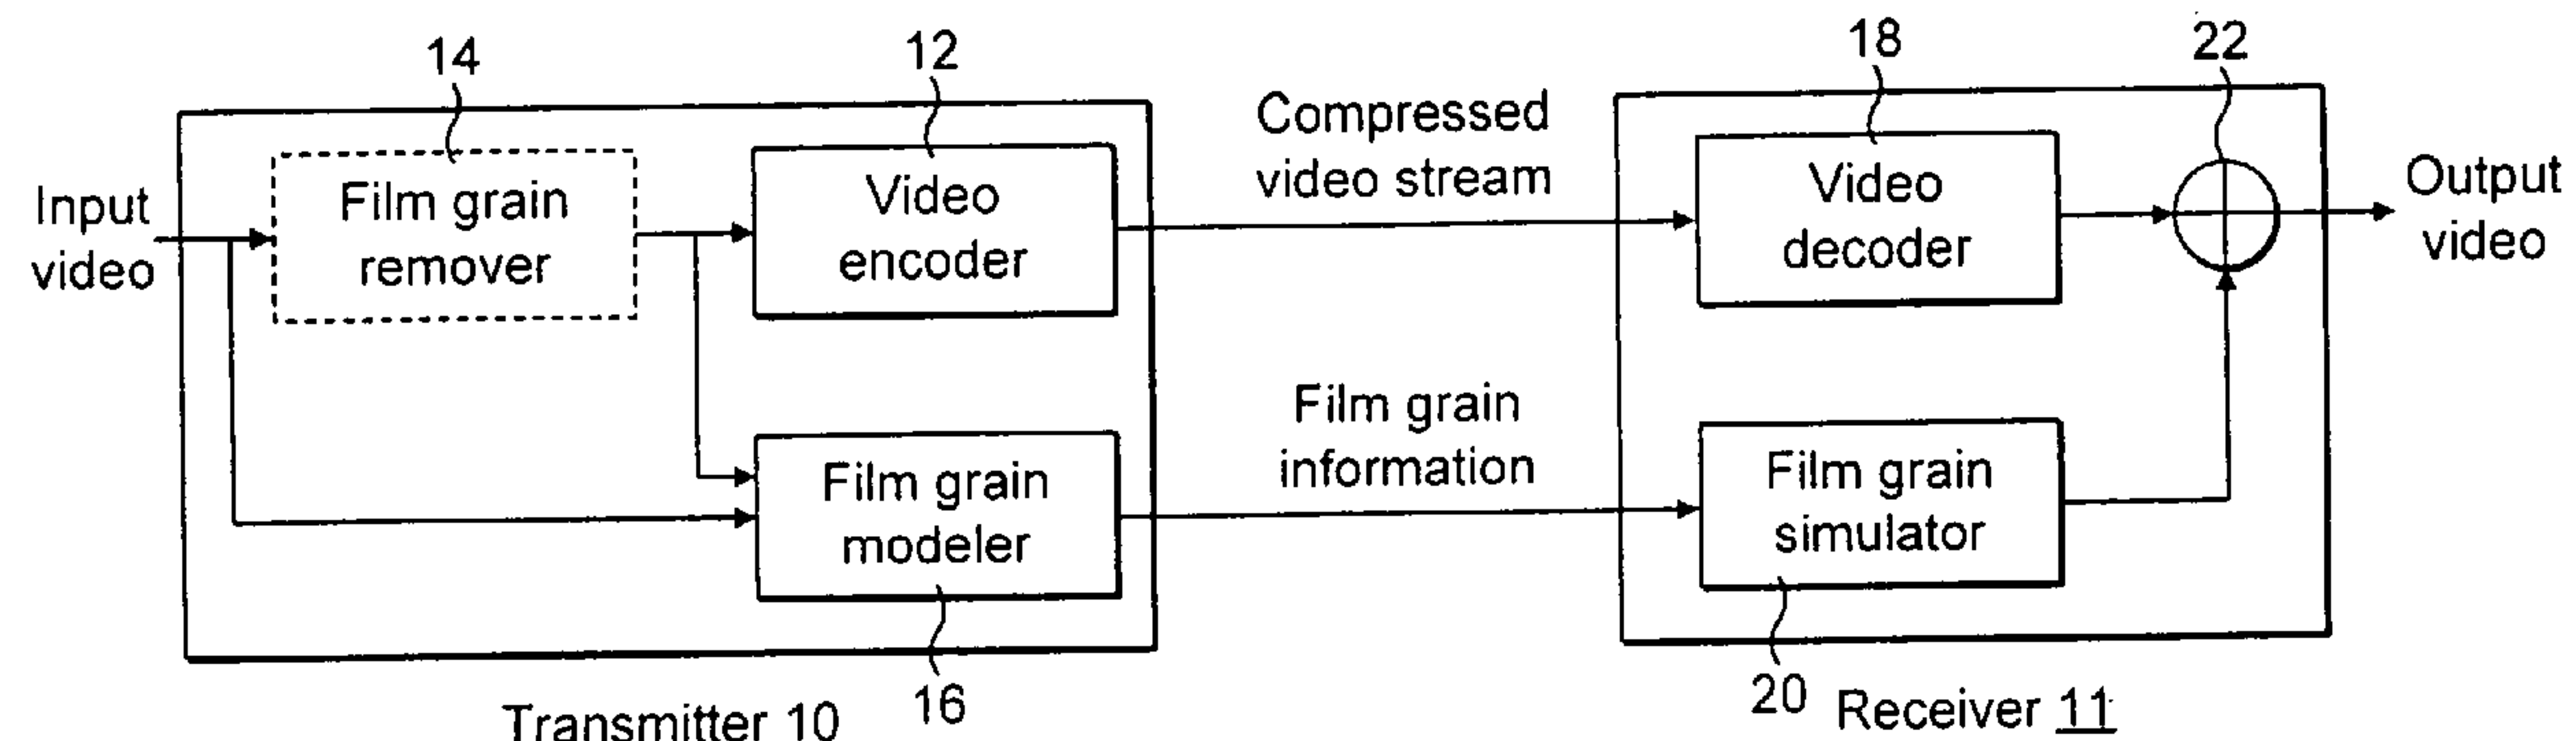 14
12
18
22
Input
video
Film grain
remover
Video
encoder
Compressed
video stream
Video
decoder
Output
video
Film grain
modeler
Film grain
information
Film grain
simulator
16
20
Transmitter 10
Receiver 11